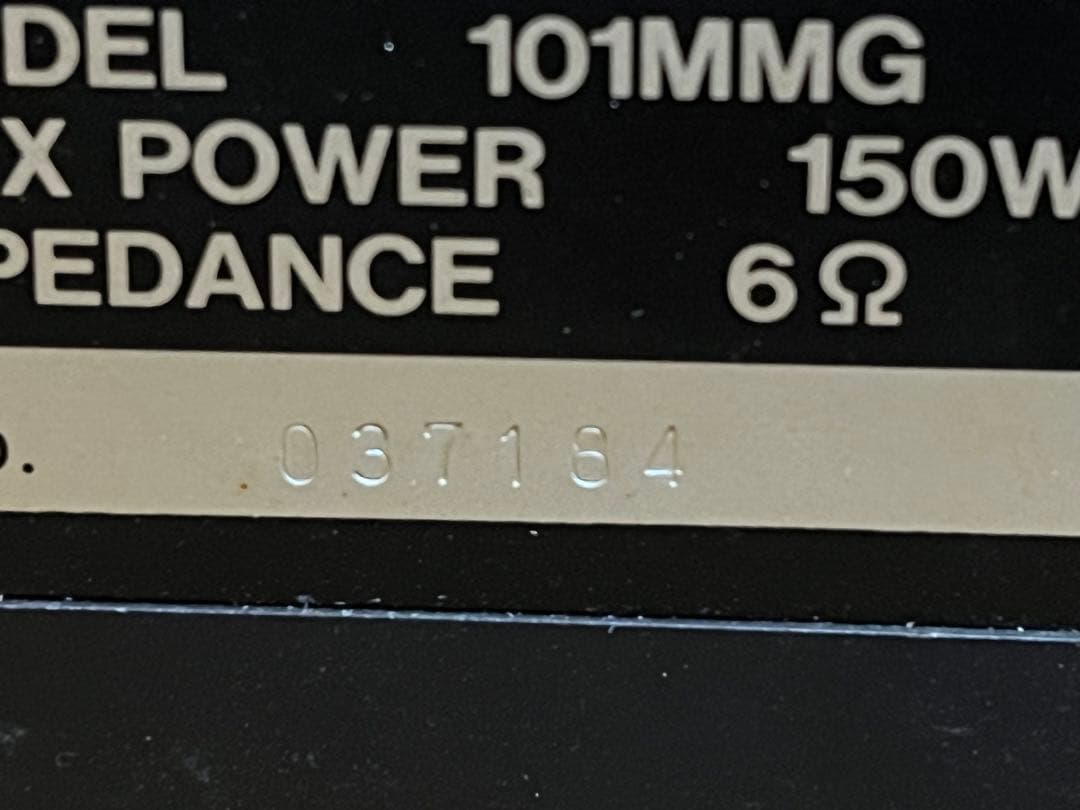 DEL 101MMG
X POWER 150W
PEDANCE 6Ω
o. 037184